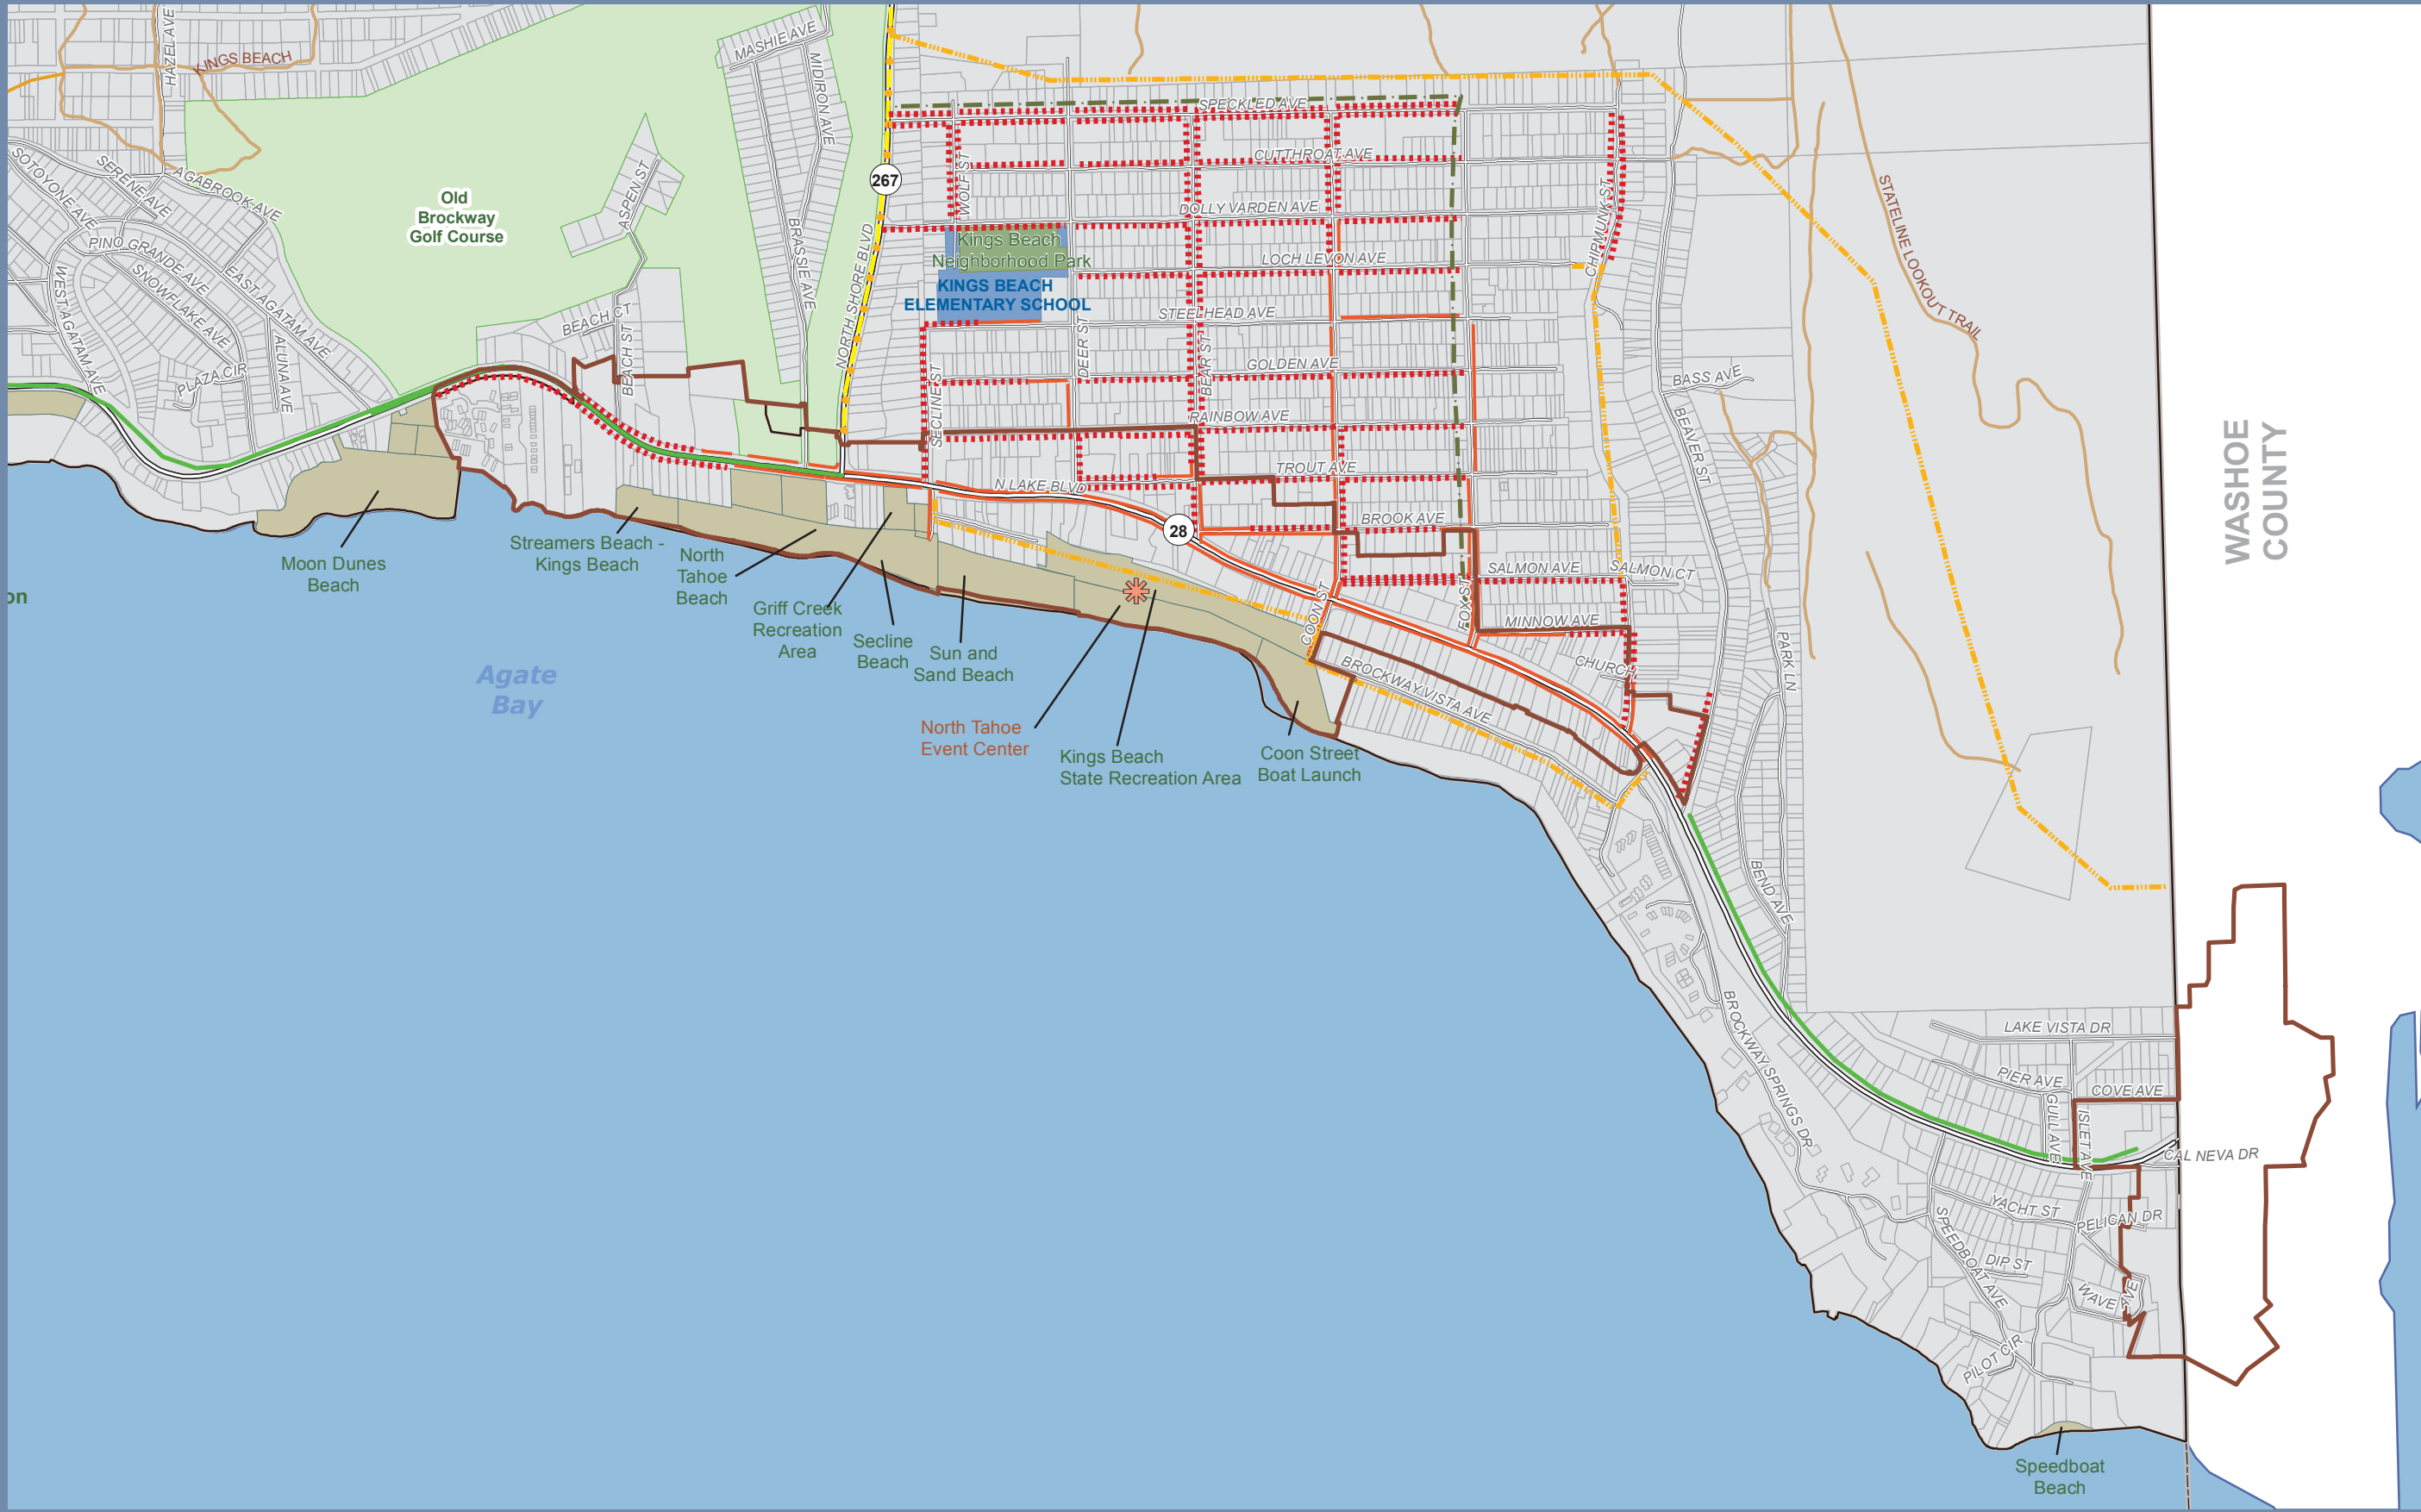 HAZEL AVE
KINGS BEACH
MASHIE AVE
MIDIRON AVE
SPECKLED AVE
CUTTHROAT AVE
WOLF ST
267
SOTOYONE AVE
SERENE AVE
AGABROOK AVE
ASPEN ST
Old
Brockway
Golf Course
DOLLY VARDEN AVE
CHIPMUNK ST
STATELINE LOOKOUT TRAIL
PINO GRANDE AVE
SNOWFLAKE AVE
EAST AGATAM AVE
WEST AGATAM AVE
BRASSIE AVE
NORTH SHORE BLVD
Kings Beach
Neighborhood Park
KINGS BEACH
ELEMENTARY SCHOOL
LOCH LEVON AVE
STEELHEAD AVE
BEACH CT
BEACH ST
ALUNA AVE
PLAZA CIR
DEER ST
BEAR ST
GOLDEN AVE
SECLINE ST
RAINBOW AVE
BASS AVE
BEAVER ST
TROUT AVE
N LAKE BLVD
28
BROOK AVE
WASHOE
COUNTY
SALMON AVE
SALMON CT
FOX ST
COON ST
MINNOW AVE
CHURCH
PARK LN
BROCKWAY VISTA AVE
on
Moon Dunes
Beach
Streamers Beach -
Kings Beach
North
Tahoe
Beach
Griff Creek
Recreation
Area
Secline
Beach
Sun and
Sand Beach
Agate
Bay
North Tahoe
Event Center
Kings Beach
State Recreation Area
Coon Street
Boat Launch
BEND AVE
BROCKWAY SPRINGS DR
LAKE VISTA DR
PIER AVE
COVE AVE
GULL AVE
ISLET AVE
CAL NEVA DR
YACHT ST
PELICAN DR
SPEEDBOAT AVE
DIP ST
WAVE AVE
PILOT CIR
Speedboat
Beach